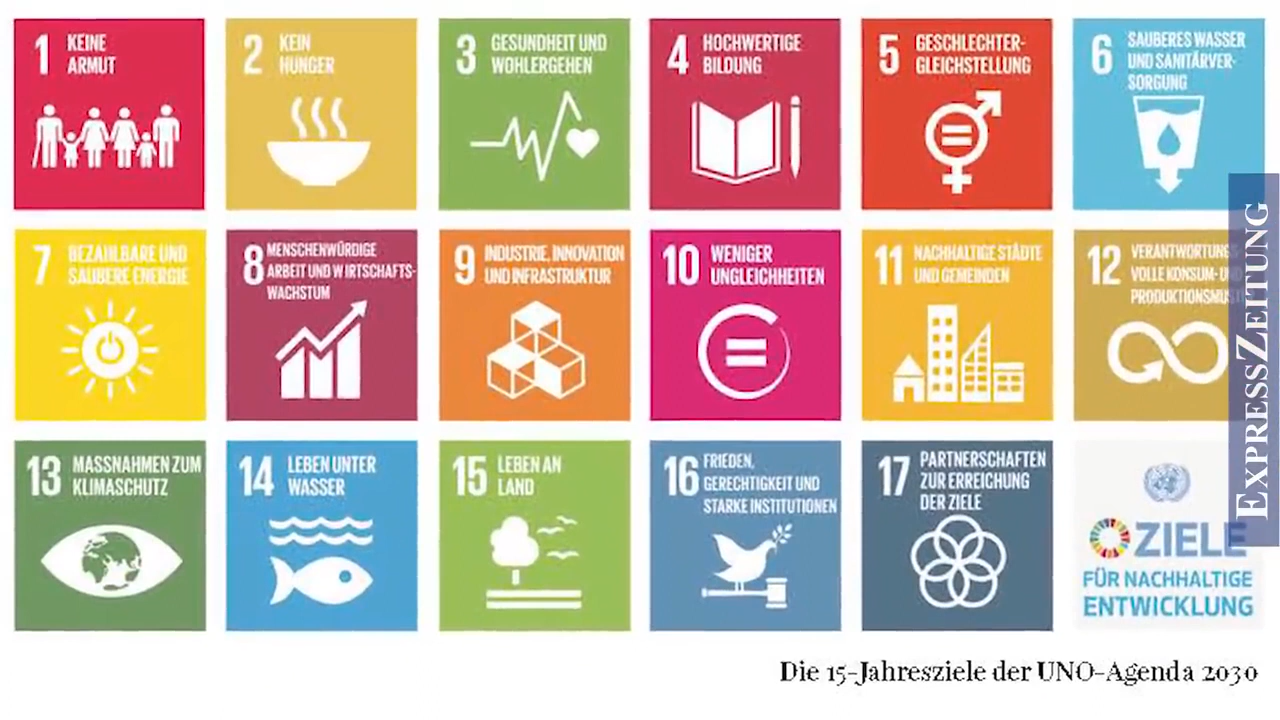 1 KEINE
ARMUT
2 KEIN
HUNGER
3 GESUNDHEIT UND
WOHLERGEHEN
4 HOCHWERTIGE
BILDUNG
5 GESCHLECHTER-
GLEICHSTELLUNG
6 SAUBERES WASSER
UND SANITÄRVER-
SORGUNG
7 BEZAHLBARE UND
SAUBERE ENERGIE
8 MENSCHENWÜRDIGE
ARBEIT UND WIRTSCHAFTS-
WACHSTUM
9 INDUSTRIE, INNOVATION
UND INFRASTRUKTUR
10 WENIGER
UNGLEICHHEITEN
11 NACHHALTIGE STÄDTE
UND GEMEINDEN
12 VERANTWORTUNGS-
VOLLE KONSUM- UND
13 MASSNAHMEN ZUM
KLIMASCHUTZ
14 LEBEN UNTER
WASSER
15 LEBEN AN
LAND
16 FRIEDEN,
GERECHTIGKEIT UND
STARKE INSTITUTIONEN
17 PARTNERSCHAFTEN
ZUR ERREICHUNG
DER ZIELE
ZIELE
FÜR NACHHALTIGE
ENTWICKLUNG
EXPRESSZEITUNG
Die 15-Jahresziele der UNO-Agenda 2030